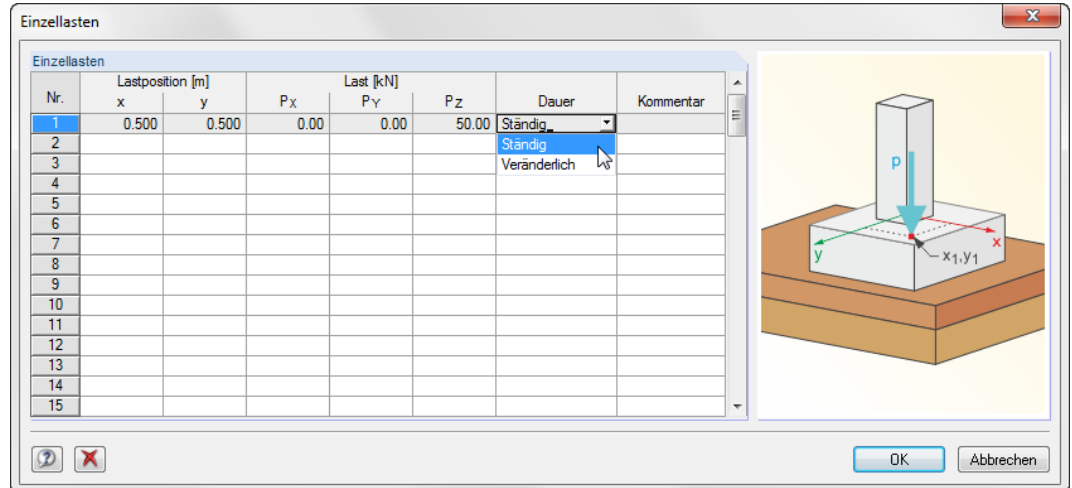 Einzellasten
Einzellasten
Nr. Lastposition [m] Last [kN] Dauer Kommentar
x y PX PY PZ
1 0.500 0.500 0.00 0.00 50.00 Ständig
2 Ständig
3 Veränderlich
4
5
6
7
8
9
10
11
12
13
14
15
p
x
y
x1,y1
OK Abbrechen